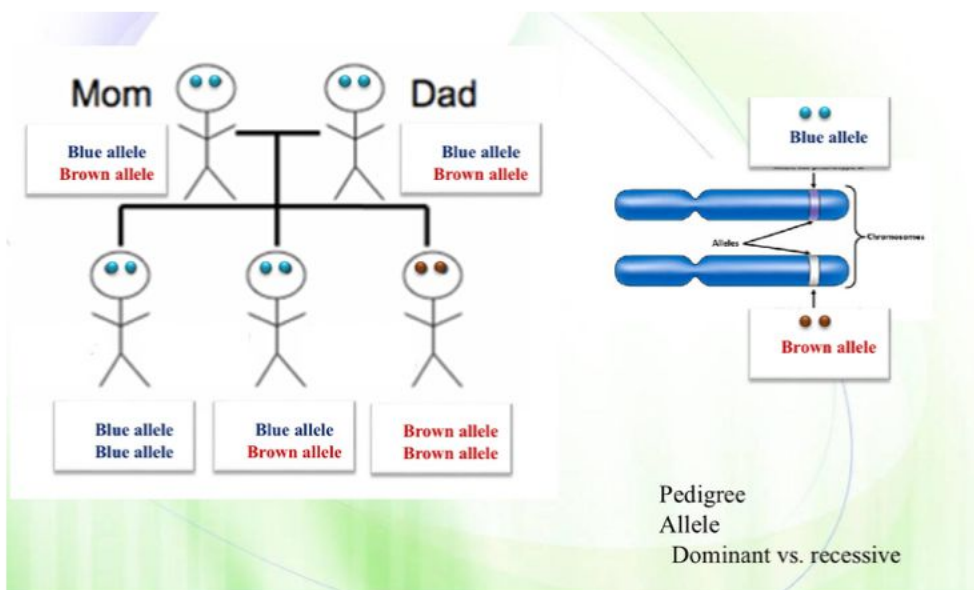 Mom
Dad
Blue allele
Brown allele
Blue allele
Brown allele
Blue allele
Blue allele
Blue allele
Brown allele
Brown allele
Brown allele
Blue allele
Alleles
Chromosomes
Brown allele
Pedigree
Allele
Dominant vs. recessive